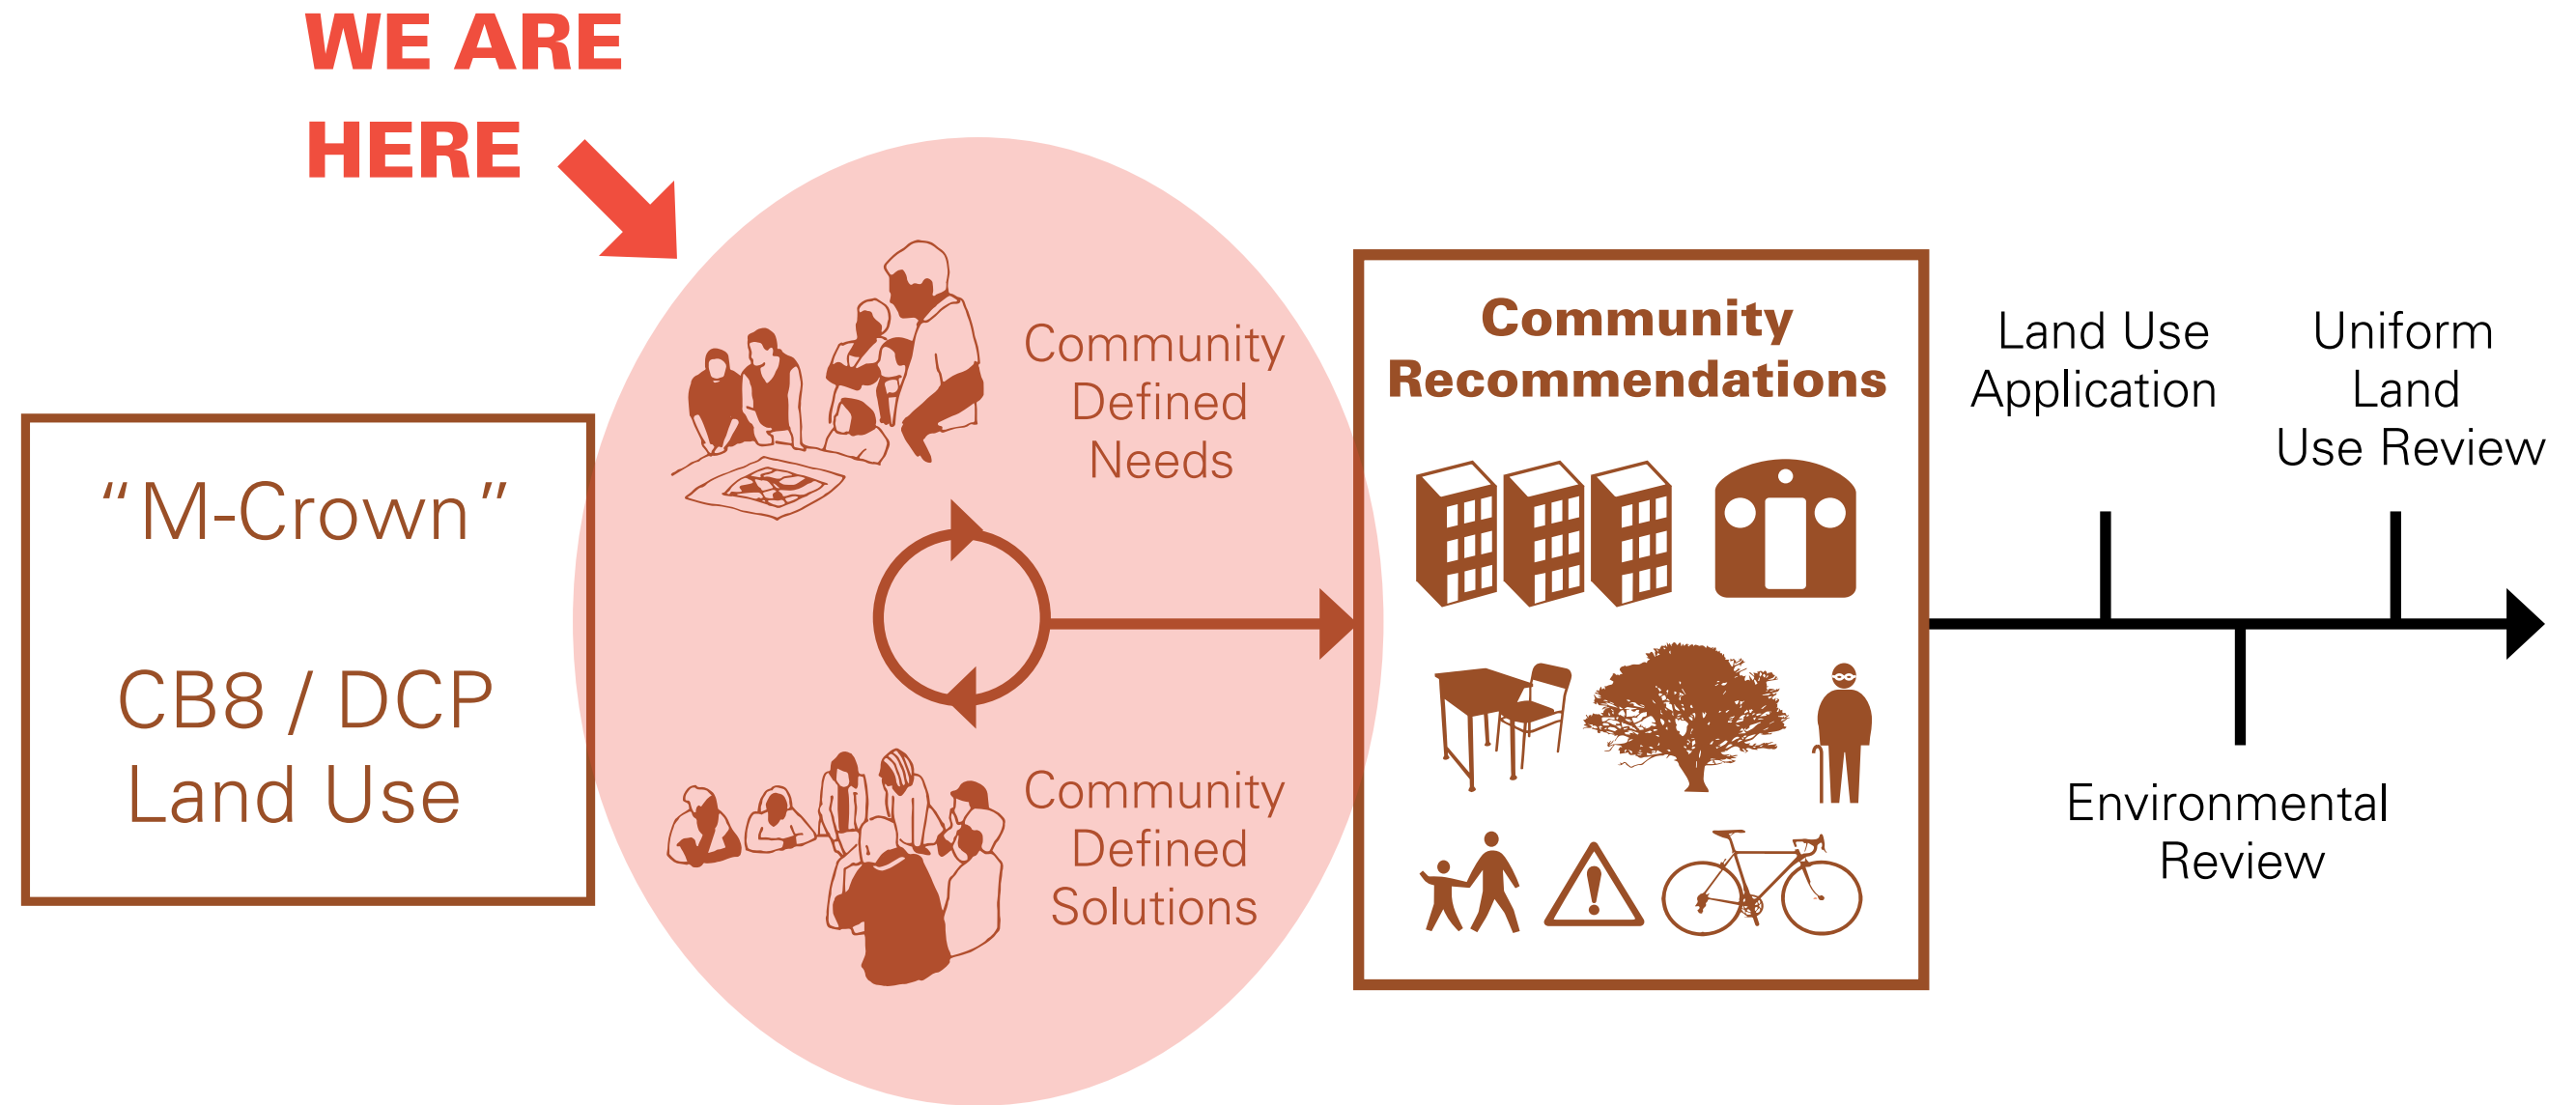 WE ARE
HERE
“M-Crown”
CB8 / DCP
Land Use
Community
Defined
Needs
Community
Defined
Solutions
Community
Recommendations
Land Use
Application
Environmental
Review
Uniform
Land
Use Review